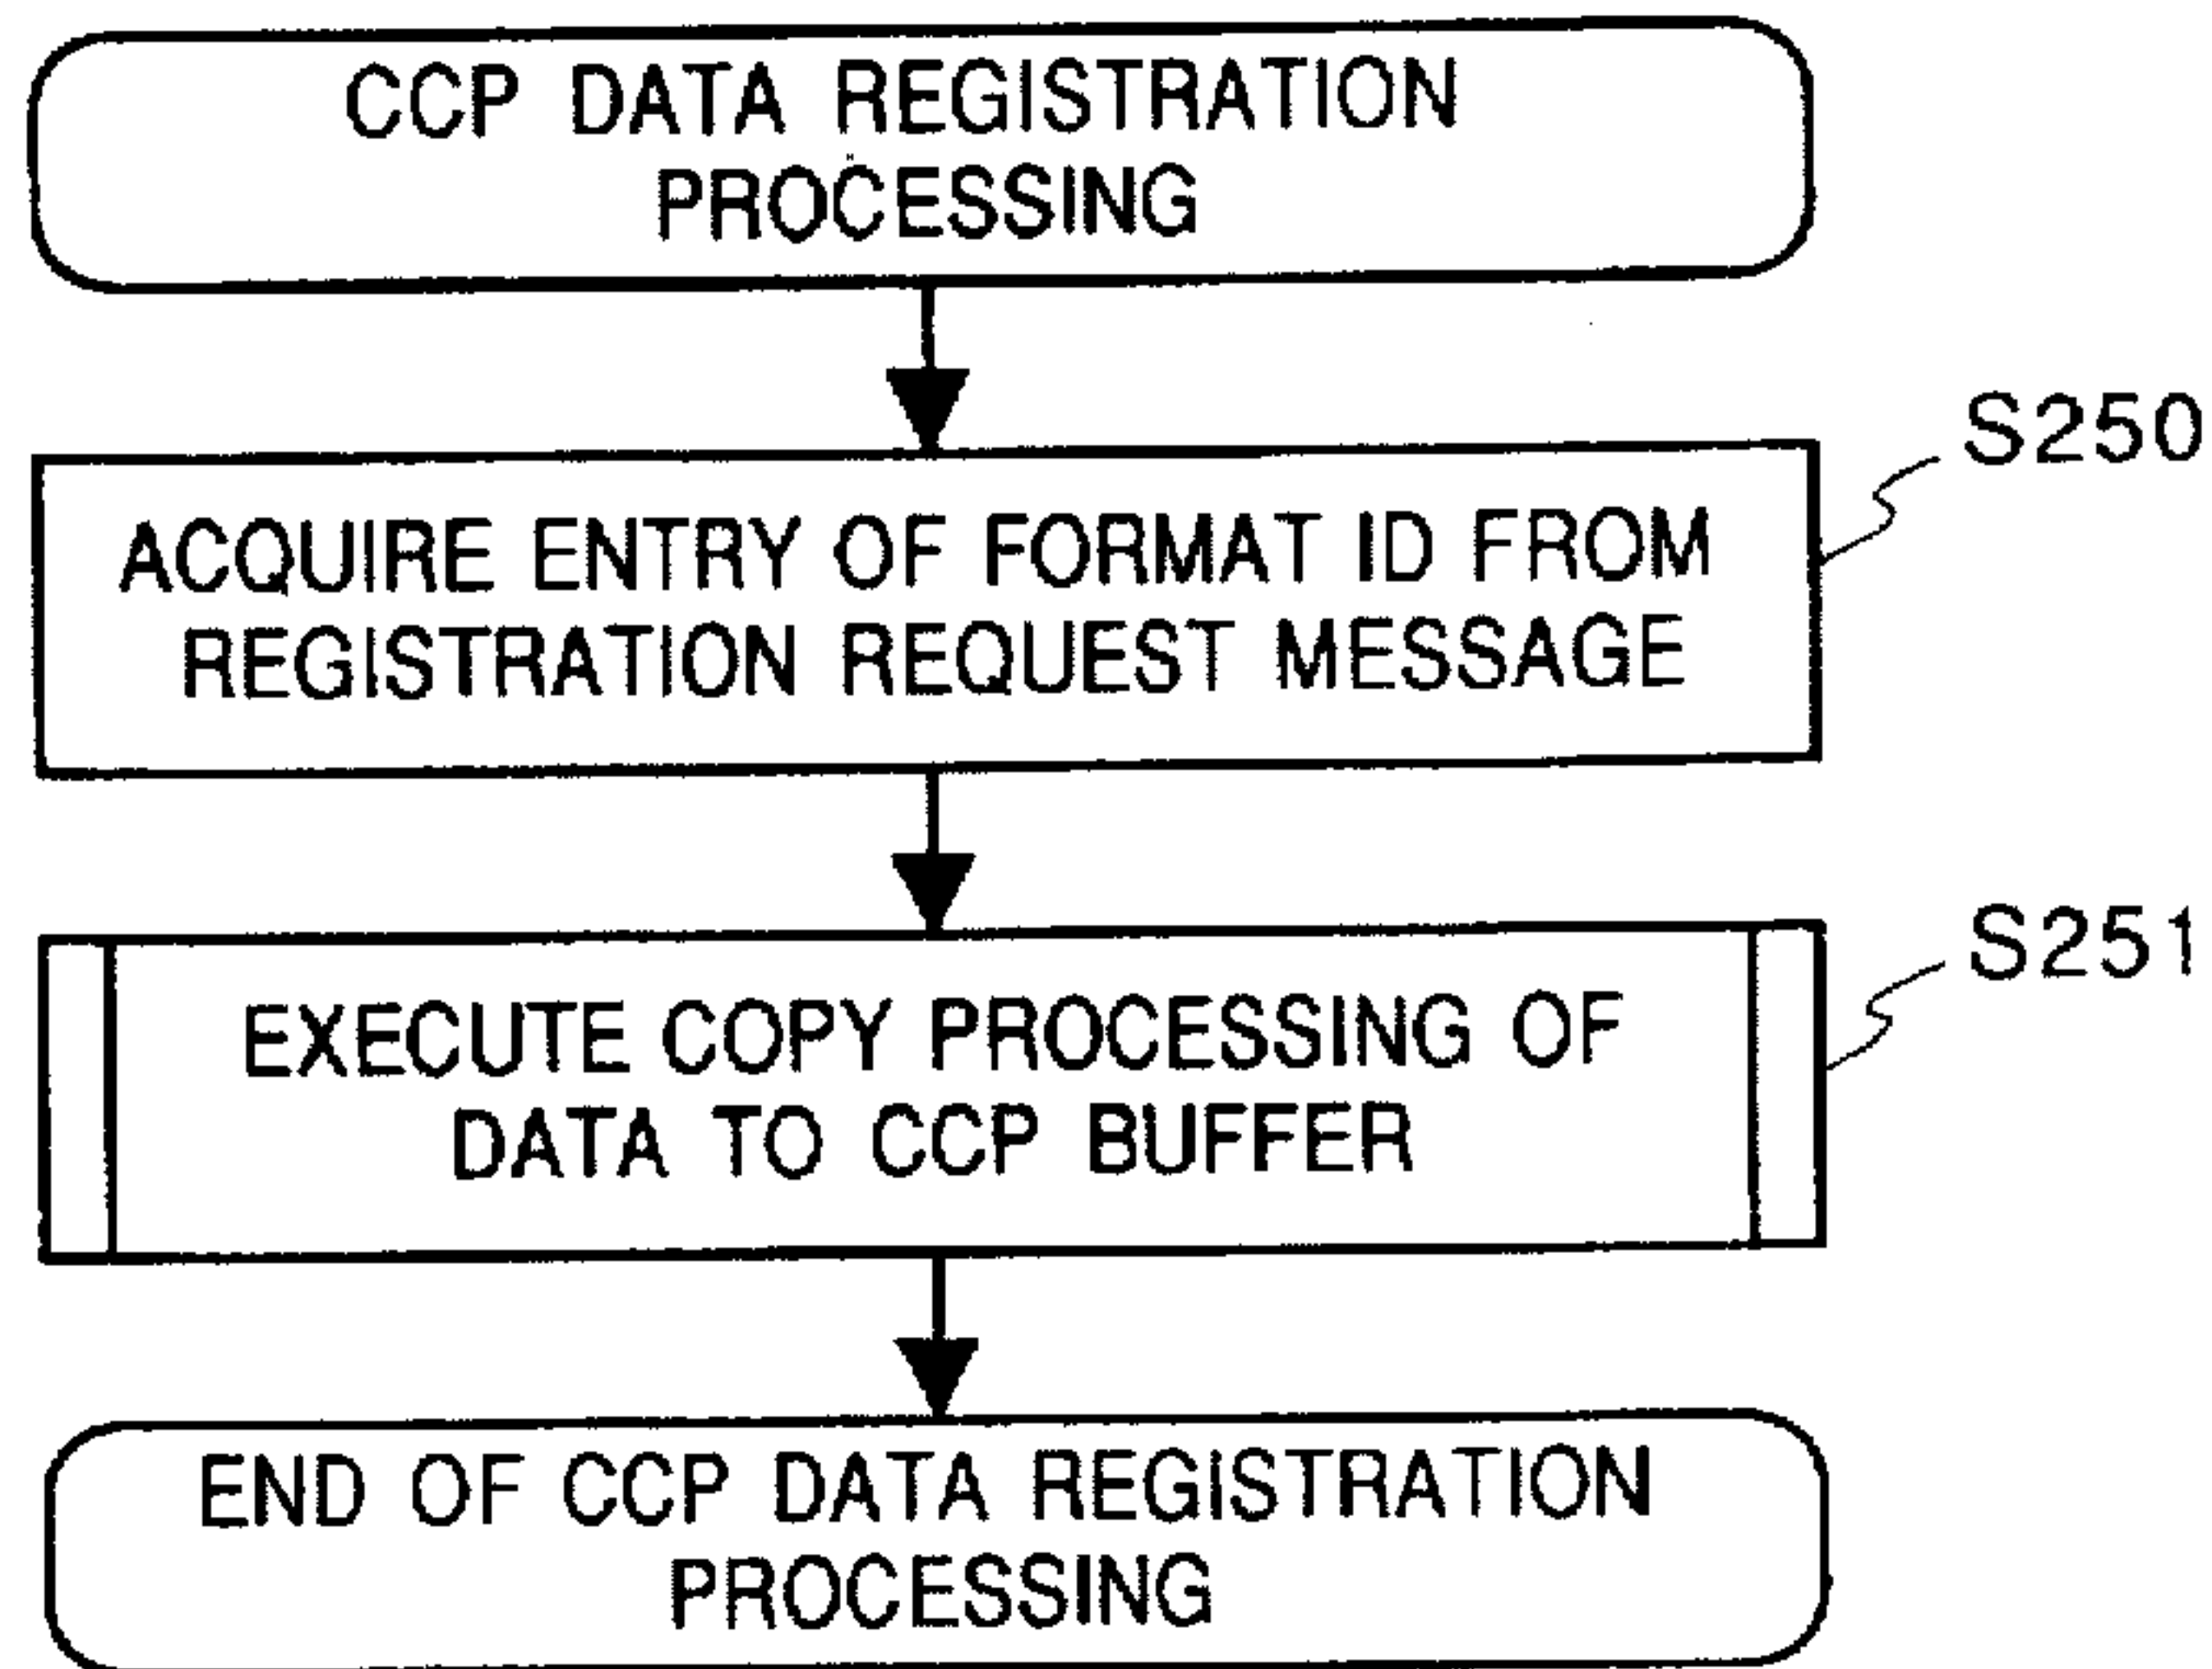 CCP DATA REGISTRATION
PROCESSING
S250
ACQUIRE ENTRY OF FORMAT ID FROM
REGISTRATION REQUEST MESSAGE
S251
EXECUTE COPY PROCESSING OF
DATA TO CCP BUFFER
END OF CCP DATA REGISTRATION
PROCESSING